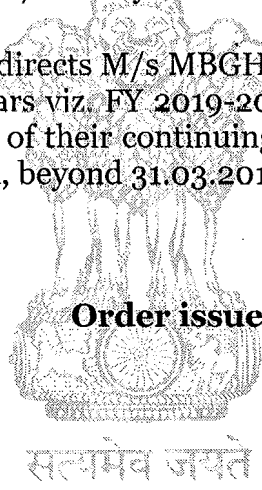 directs M/s MBGH
ars viz. FY 2019-20
of their continuing
, beyond 31.03.201
Order issue
सत्यमेव जयते